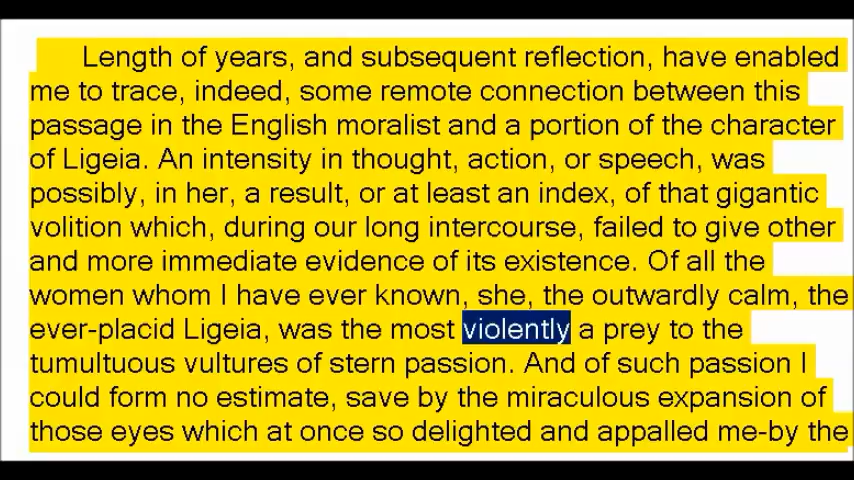 Length of years, and subsequent reflection, have enabled
me to trace, indeed, some remote connection between this
passage in the English moralist and a portion of the character
of Ligeia. An intensity in thought, action, or speech, was
possibly, in her, a result, or at least an index, of that gigantic
volition which, during our long intercourse, failed to give other
and more immediate evidence of its existence. Of all the
women whom I have ever known, she, the outwardly calm, the
ever-placid Ligeia, was the most violently a prey to the
tumultuous vultures of stern passion. And of such passion I
could form no estimate, save by the miraculous expansion of
those eyes which at once so delighted and appalled me-by the